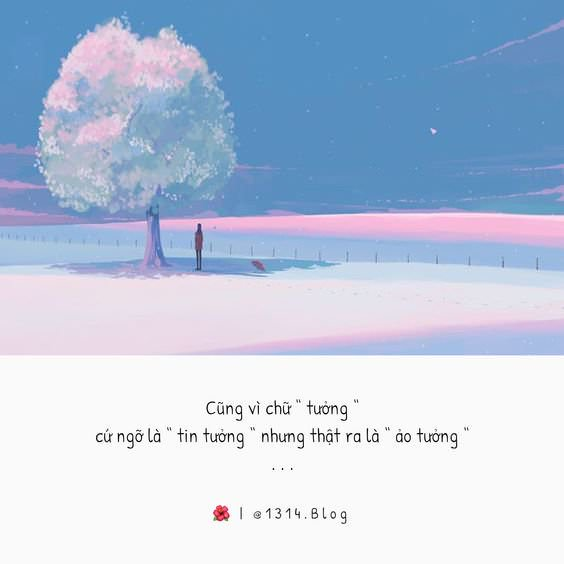 Cũng vì chữ " tưởng "
cứ ngỡ là " tin tưởng " nhưng thật ra là " ảo tưởng "
. . .
🌺 | @1314.Blog